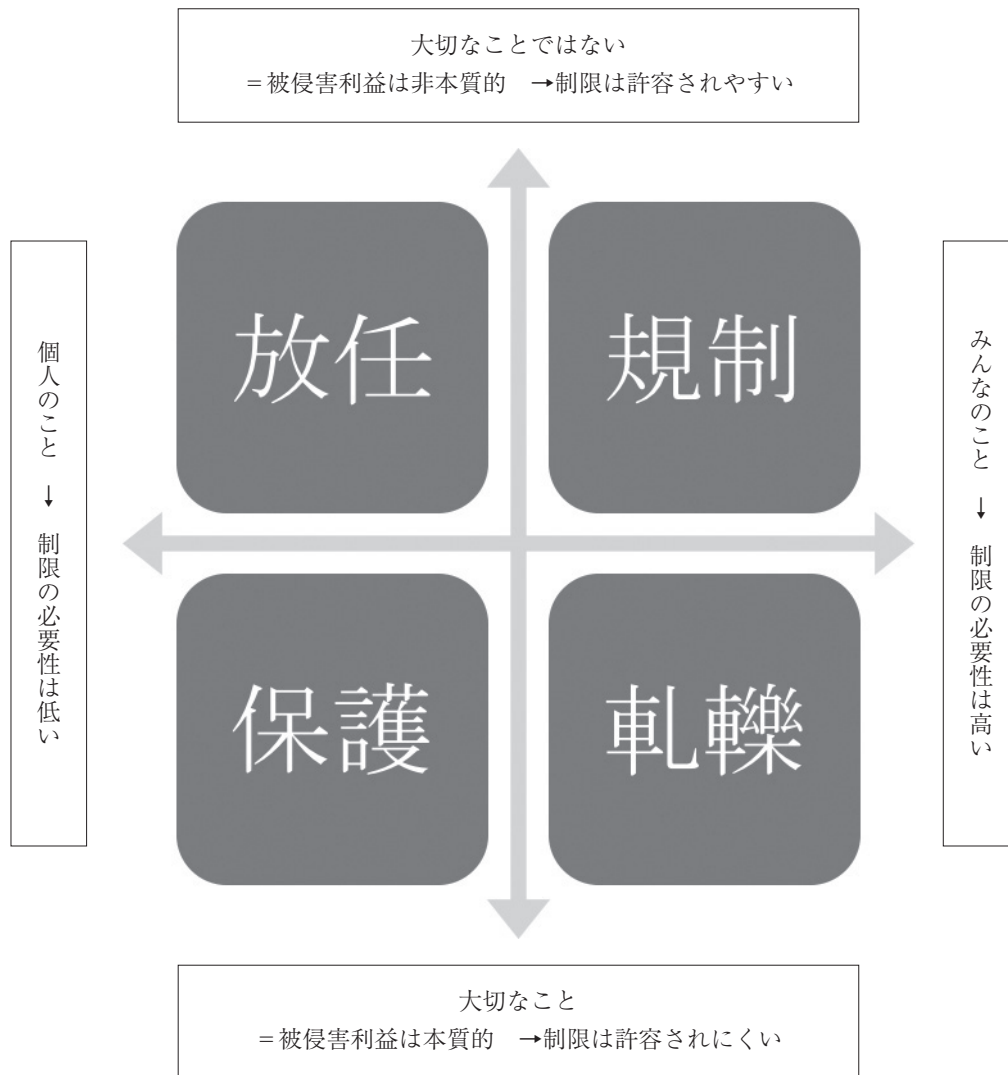 大切なことではない
＝被侵害利益は非本質的　→制限は許容されやすい
放任
規制
個人のこと → 制限の必要性は低い
みんなのこと → 制限の必要性は高い
保護
軋轢
大切なこと
＝被侵害利益は本質的　→制限は許容されにくい